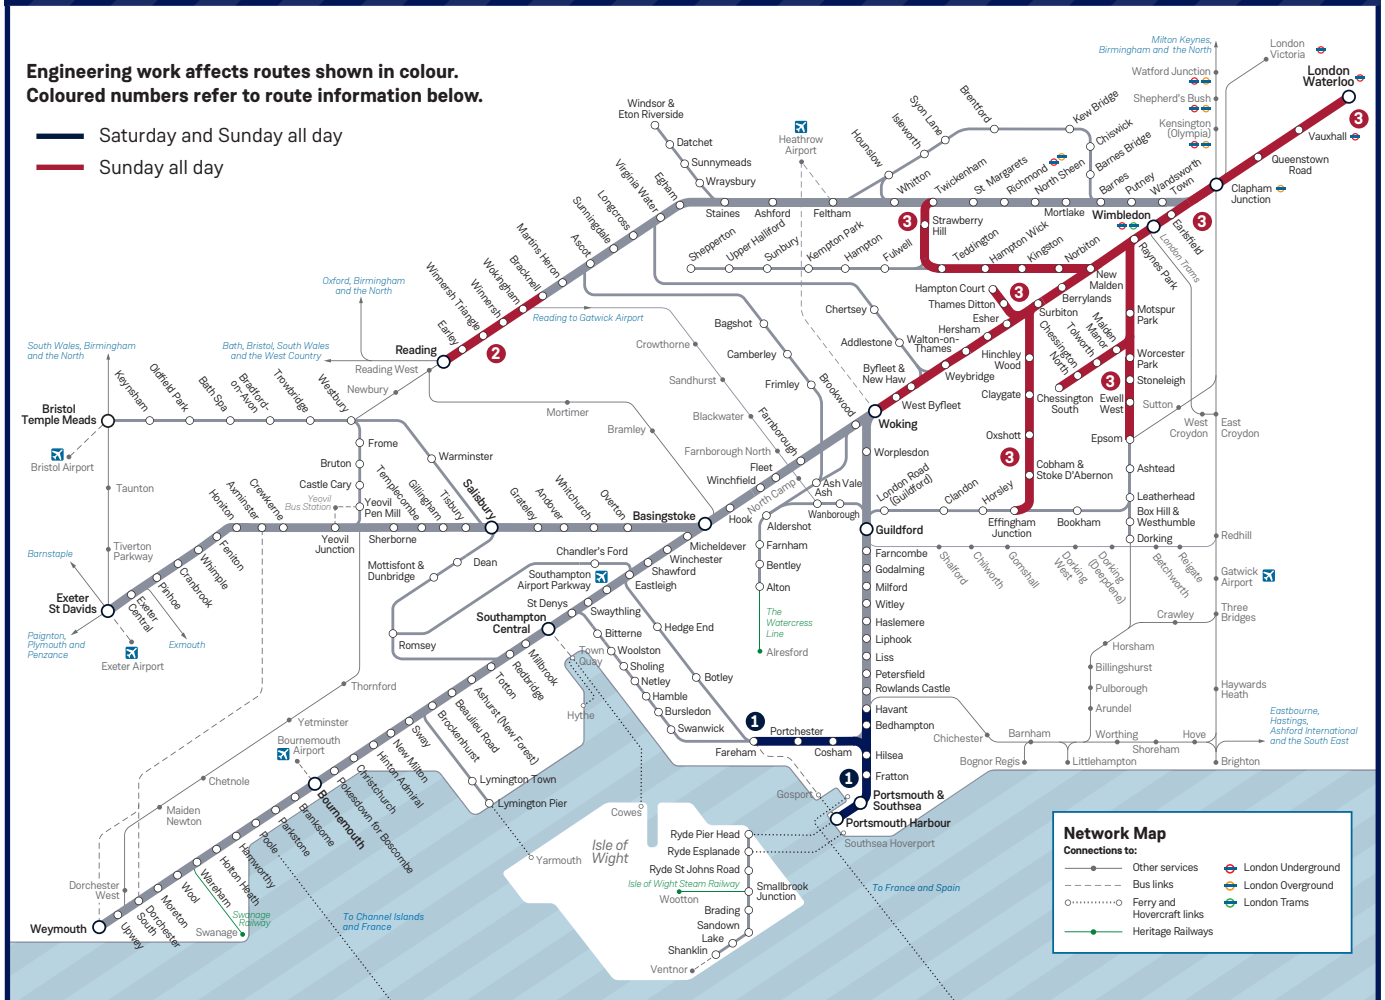 Engineering work affects routes shown in colour.
Coloured numbers refer to route information below.
Saturday and Sunday all day
Sunday all day
Milton Keynes,
Birmingham and the North
London
Victoria
Watford Junction
Shepherd's Bush
Kensington
(Olympia)
London
Waterloo
3
Vauxhall
Queenstown
Road
Clapham
Junction
3
Earlsfield
Wimbledon
London Trams
Wandsworth
Town
Putney
Barnes
Barnes Bridge
Chiswick
Kew Bridge
Brentford
Syon Lane
Isleworth
Hounslow
Mortlake
North Sheen
Richmond
St Margarets
Twickenham
Whitton
Feltham
Ashford
Staines
Heathrow
Airport
Windsor &
Eton Riverside
Datchet
Sunnymeads
Wraysbury
Egham
Virginia Water
Longcross
Sunningdale
Ascot
Martins Heron
Bracknell
Wokingham
Winnersh
Winnersh Triangle
Earley
2
Reading
Reading West
Oxford, Birmingham
and the North
Reading to Gatwick Airport
Bath, Bristol, South Wales
and the West Country
South Wales, Birmingham
and the North
3
Strawberry
Hill
Shepperton
Upper Halliford
Sunbury
Kempton Park
Hampton
Fulwell
Teddington
Hampton Wick
Kingston
Norbiton
New
Malden
Raynes Park
Berrylands
Surbiton
Hampton Court
Thames Ditton
3
Esher
Hersham
Walton-on-
Thames
Weybridge
Byfleet &
New Haw
West Byfleet
Woking
Chertsey
Addlestone
Bagshot
Camberley
Frimley
Brookwood
Hinchley
Wood
Claygate
Oxshott
3
Cobham &
Stoke D'Abernon
Effingham
Junction
Horsley
Clandon
London Road
(Guildford)
Motspur
Park
Malden
Manor
Tolworth
Chessington
North
Chessington
South
3
Worcester
Park
Stoneleigh
Ewell
West
Epsom
Sutton
West
Croydon
East
Croydon
Ashtead
Leatherhead
Box Hill &
Westhumble
Dorking
Bookham
Redhill
Shalford
Chilworth
Gomshall
Dorking
West
Dorking
(Deepdene)
Betchworth
Reigate
Gatwick
Airport
Three
Bridges
Crawley
Horsham
Billingshurst
Pulborough
Arundel
Haywards
Heath
Eastbourne,
Hastings,
Ashford International
and the South East
Brighton
Hove
Shoreham
Worthing
Littlehampton
Barnham
Bognor Regis
Chichester
Crowthorne
Sandhurst
Blackwater
Farnborough North
North Camp
Farnborough
Fleet
Winchfield
Hook
Basingstoke
Ash Vale
Ash
Wanborough
Aldershot
Farnham
Bentley
Alton
The
Watercress
Line
Alresford
Newbury
Mortimer
Bramley
Bristol
Temple Meads
Keynsham
Oldfield Park
Bath Spa
Bradford-
on-Avon
Trowbridge
Westbury
Bristol Airport
Taunton
Tiverton
Parkway
Barnstaple
Exeter
St Davids
Paignton,
Plymouth and
Penzance
Exeter Airport
Exmouth
Exeter
Central
Pinhoe
Cranbrook
Whimple
Feniton
Honiton
Axminster
Crewkerne
Yeovil
Junction
Yeovil
Bus Station
Frome
Bruton
Castle Cary
Yeovil
Pen Mill
Warminster
Sherborne
Templecombe
Gillingham
Tisbury
Salisbury
Grateley
Andover
Whitchurch
Overton
Dean
Mottisfont &
Dunbridge
Romsey
Chandler's Ford
Micheldever
Winchester
Shawford
Eastleigh
Southampton
Airport Parkway
Swaythling
St Denys
Southampton
Central
Hedge End
Botley
Bitterne
Woolston
Sholing
Netley
Hamble
Bursledon
Swanwick
Fareham
1
Portchester
Cosham
Worplesdon
Guildford
Farncombe
Godalming
Milford
Witley
Haslemere
Liphook
Liss
Petersfield
Rowlands Castle
Havant
Bedhampton
Hilsea
Fratton
1
Portsmouth &
Southsea
Portsmouth Harbour
Southsea Hoverport
Gosport
Town
Quay
Hythe
Cowes
Millbrook
Redbridge
Totton
Ashurst (New Forest)
Beaulieu Road
Brockenhurst
Lymington Town
Lymington Pier
Yarmouth
Sway
New Milton
Hinton Admiral
Christchurch
Pokesdown for Boscombe
Bournemouth
Bournemouth
Airport
Branksome
Parkstone
Poole
Hamworthy
Holton Heath
Wareham
Swanage
Railway
Swanage
Wool
Moreton
Dorchester
South
Upwey
Weymouth
Dorchester
West
Maiden
Newton
Chetnole
Yetminster
Thornford
To Channel Islands
and France
Isle of
Wight
Ryde Pier Head
Ryde Esplanade
Ryde St Johns Road
Isle of Wight Steam Railway
Wootton
Smallbrook
Junction
Brading
Sandown
Lake
Shanklin
Ventnor
To France and Spain
Network Map
Connections to:
Other services
Bus links
Ferry and
Hovercraft links
Heritage Railways
London Underground
London Overground
London Trams